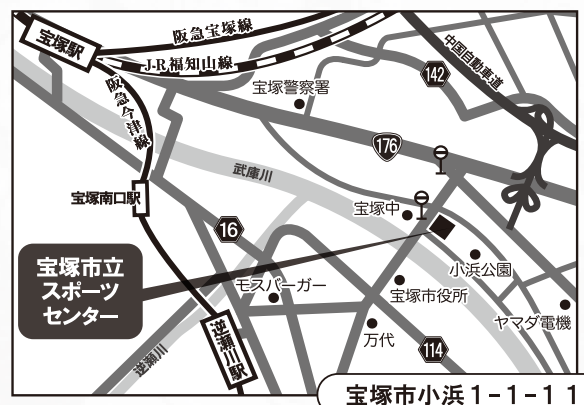 宝塚駅
阪急宝塚線
J-R福知山線
阪急今津線
宝塚警察署
142
中国自動車道
176
武庫川
宝塚南口駅
宝塚中
16
宝塚市立
スポーツ
センター
小浜公園
モスバーガー
宝塚市役所
ヤマダ電機
万代
逆瀬川
逆瀬川駅
114
宝塚市小浜1-1-11